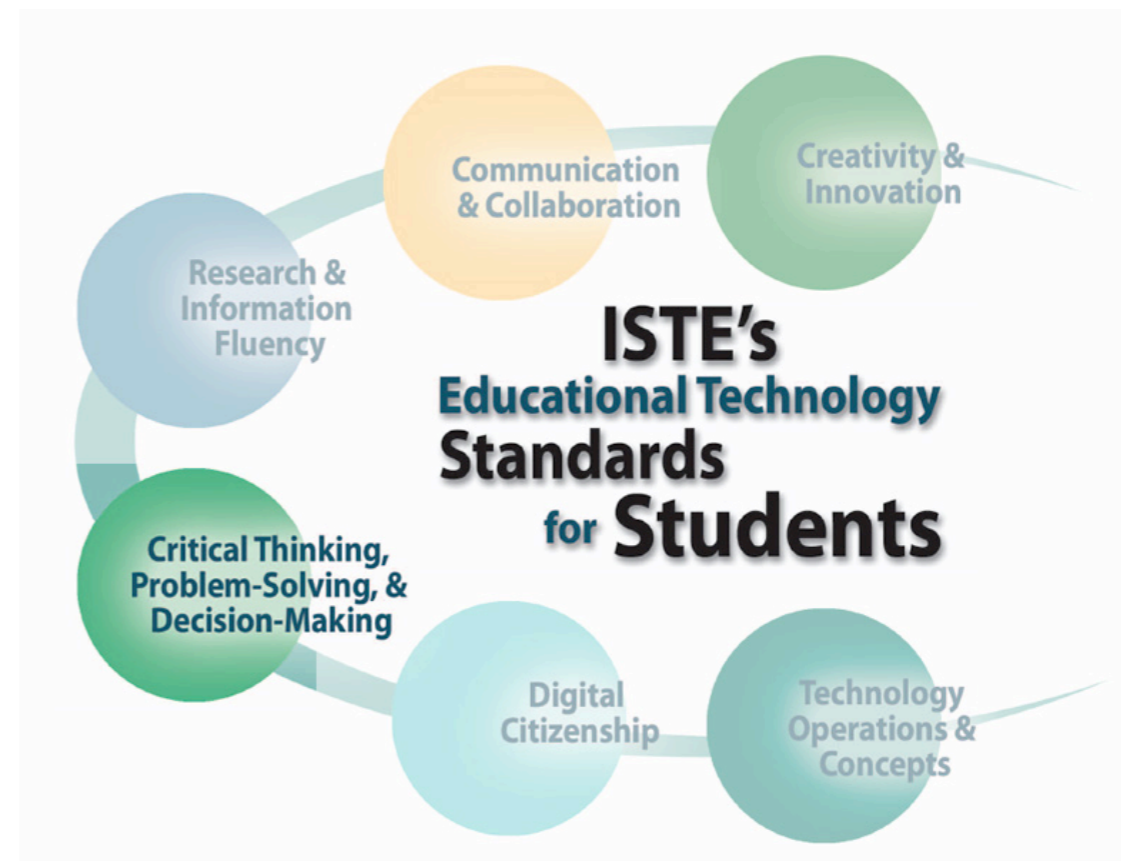 Communication
& Collaboration
Creativity &
Innovation
Research &
Information
Fluency
ISTE's
Educational Technology
Standards
for Students
Critical Thinking,
Problem-Solving, &
Decision-Making
Digital
Citizenship
Technology
Operations &
Concepts